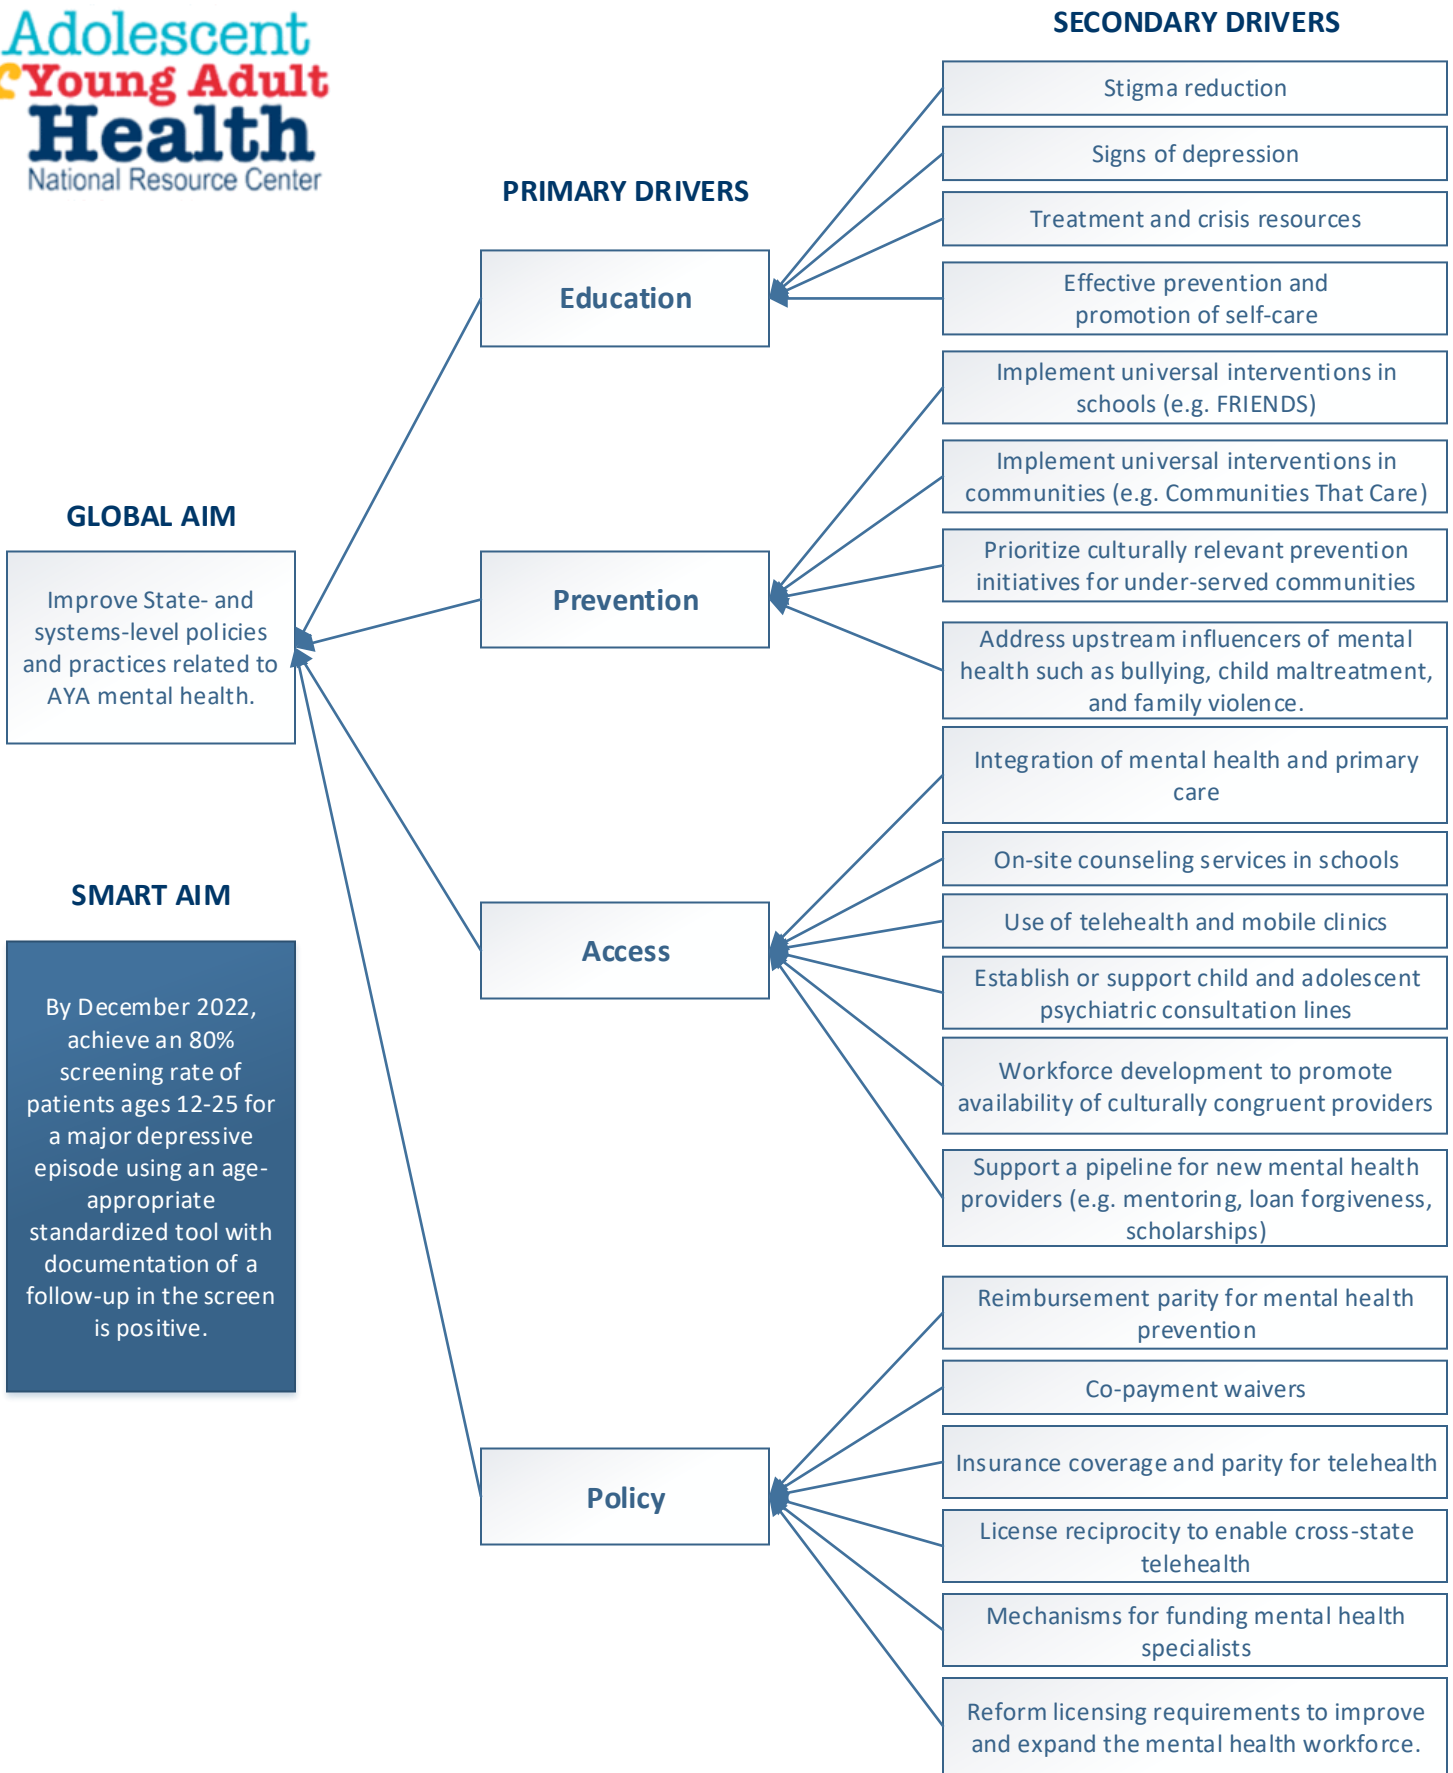 Adolescent
& Young Adult
Health
National Resource Center
SECONDARY DRIVERS
PRIMARY DRIVERS
GLOBAL AIM
Improve State- and
systems-level policies
and practices related to
AYA mental health.
SMART AIM
By December 2022,
achieve an 80%
screening rate of
patients ages 12-25 for
a major depressive
episode using an age-
appropriate
standardized tool with
documentation of a
follow-up in the screen
is positive.
Education
Stigma reduction
Signs of depression
Treatment and crisis resources
Effective prevention and
promotion of self-care
Prevention
Implement universal interventions in
schools (e.g. FRIENDS)
Implement universal interventions in
communities (e.g. Communities That Care)
Prioritize culturally relevant prevention
initiatives for under-served communities
Address upstream influencers of mental
health such as bullying, child maltreatment,
and family violence.
Access
Integration of mental health and primary
care
On-site counseling services in schools
Use of telehealth and mobile clinics
Establish or support child and adolescent
psychiatric consultation lines
Workforce development to promote
availability of culturally congruent providers
Support a pipeline for new mental health
providers (e.g. mentoring, loan forgiveness,
scholarships)
Policy
Reimbursement parity for mental health
prevention
Co-payment waivers
Insurance coverage and parity for telehealth
License reciprocity to enable cross-state
telehealth
Mechanisms for funding mental health
specialists
Reform licensing requirements to improve
and expand the mental health workforce.